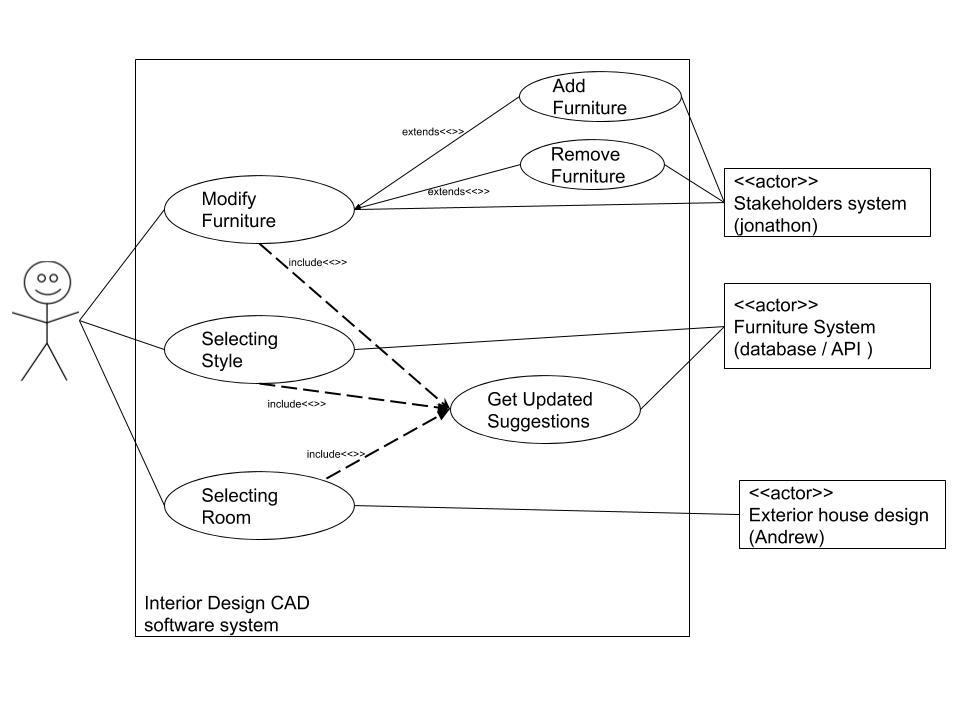 Add
Furniture
extends<<>>
Remove
Furniture
extends<<>>
<<actor>>
Stakeholders system
(jonathon)
Modify
Furniture
include<<>>
<<actor>>
Furniture System
(database / API )
Selecting
Style
include<<>>
Get Updated
Suggestions
include<<>>
Selecting
Room
<<actor>>
Exterior house design
(Andrew)
Interior Design CAD
software system